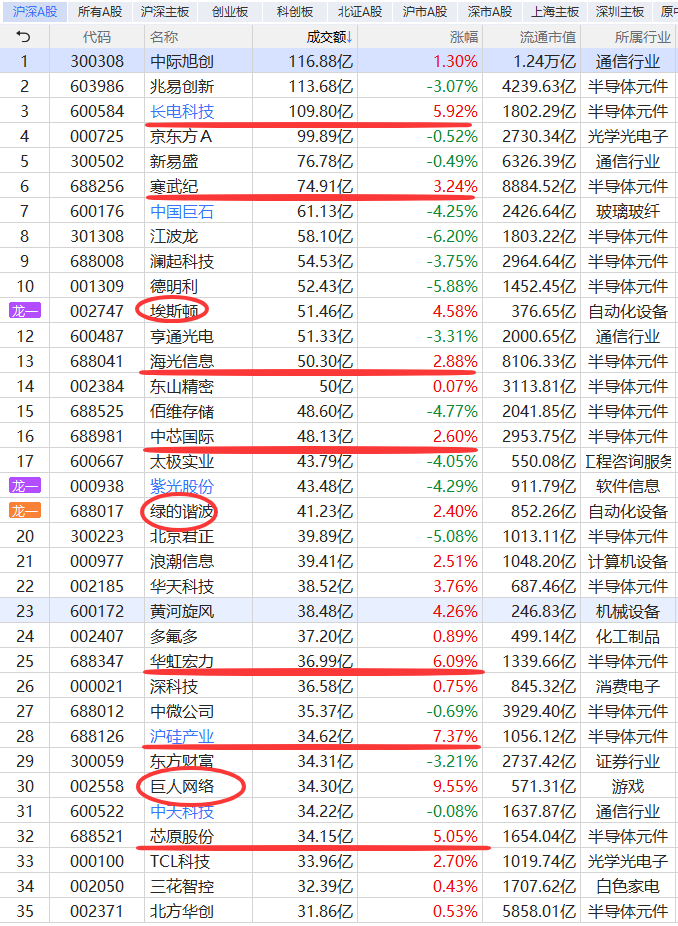 沪深A股 所有A股 沪深主板 创业板 科创板 北证A股 沪市A股 深市A股 上海主板 深圳主板 原中
代码 名称 成交额↓ 涨幅 流通市值 所属行业
1 300308 中际旭创 116.88亿 1.30% 1.24万亿 通信行业
2 603986 兆易创新 113.68亿 -3.07% 4239.63亿 半导体元件
3 600584 长电科技 109.80亿 5.92% 1802.29亿 半导体元件
4 000725 京东方Ａ 99.89亿 -0.52% 2730.34亿 光学光电子
5 300502 新易盛 76.78亿 -0.49% 6326.39亿 通信行业
6 688256 寒武纪 74.91亿 3.24% 8884.52亿 半导体元件
7 600176 中国巨石 61.13亿 -4.25% 2426.64亿 玻璃玻纤
8 301308 江波龙 58.10亿 -6.20% 1803.22亿 半导体元件
9 688008 澜起科技 54.53亿 -3.75% 2964.64亿 半导体元件
10 001309 德明利 52.43亿 -5.88% 1452.45亿 半导体元件
龙一 002747 埃斯顿 51.46亿 4.58% 376.65亿 自动化设备
12 600487 亨通光电 51.33亿 -3.31% 2000.65亿 通信行业
13 688041 海光信息 50.30亿 2.88% 8106.33亿 半导体元件
14 002384 东山精密 50亿 0.07% 3113.81亿 半导体元件
15 688525 佰维存储 48.60亿 -4.77% 2041.85亿 半导体元件
16 688981 中芯国际 48.13亿 2.60% 2953.75亿 半导体元件
17 600667 太极实业 43.79亿 -4.05% 550.08亿 工程咨询服务
龙一 000938 紫光股份 43.48亿 -4.29% 911.79亿 软件信息
龙一 688017 绿的谐波 41.23亿 2.40% 852.26亿 自动化设备
20 300223 北京君正 39.89亿 -5.08% 1013.11亿 半导体元件
21 000977 浪潮信息 39.41亿 2.51% 1048.20亿 计算机设备
22 002185 华天科技 38.52亿 3.76% 687.46亿 半导体元件
23 600172 黄河旋风 38.48亿 4.26% 246.83亿 机械设备
24 002407 多氟多 37.20亿 0.89% 499.14亿 化工制品
25 688347 华虹宏力 36.99亿 6.09% 1339.66亿 半导体元件
26 000021 深科技 36.58亿 0.75% 845.32亿 消费电子
27 688012 中微公司 35.37亿 -0.69% 3929.40亿 半导体元件
28 688126 沪硅产业 34.62亿 7.37% 1056.12亿 半导体元件
29 300059 东方财富 34.31亿 -3.21% 2737.42亿 证券行业
30 002558 巨人网络 34.30亿 9.55% 571.31亿 游戏
31 600522 中天科技 34.22亿 -0.08% 1637.87亿 通信行业
32 688521 芯原股份 34.15亿 5.05% 1654.04亿 半导体元件
33 000100 TCL科技 33.96亿 2.70% 1019.74亿 光学光电子
34 002050 三花智控 32.39亿 0.43% 1707.62亿 白色家电
35 002371 北方华创 31.86亿 0.53% 5858.01亿 半导体元件